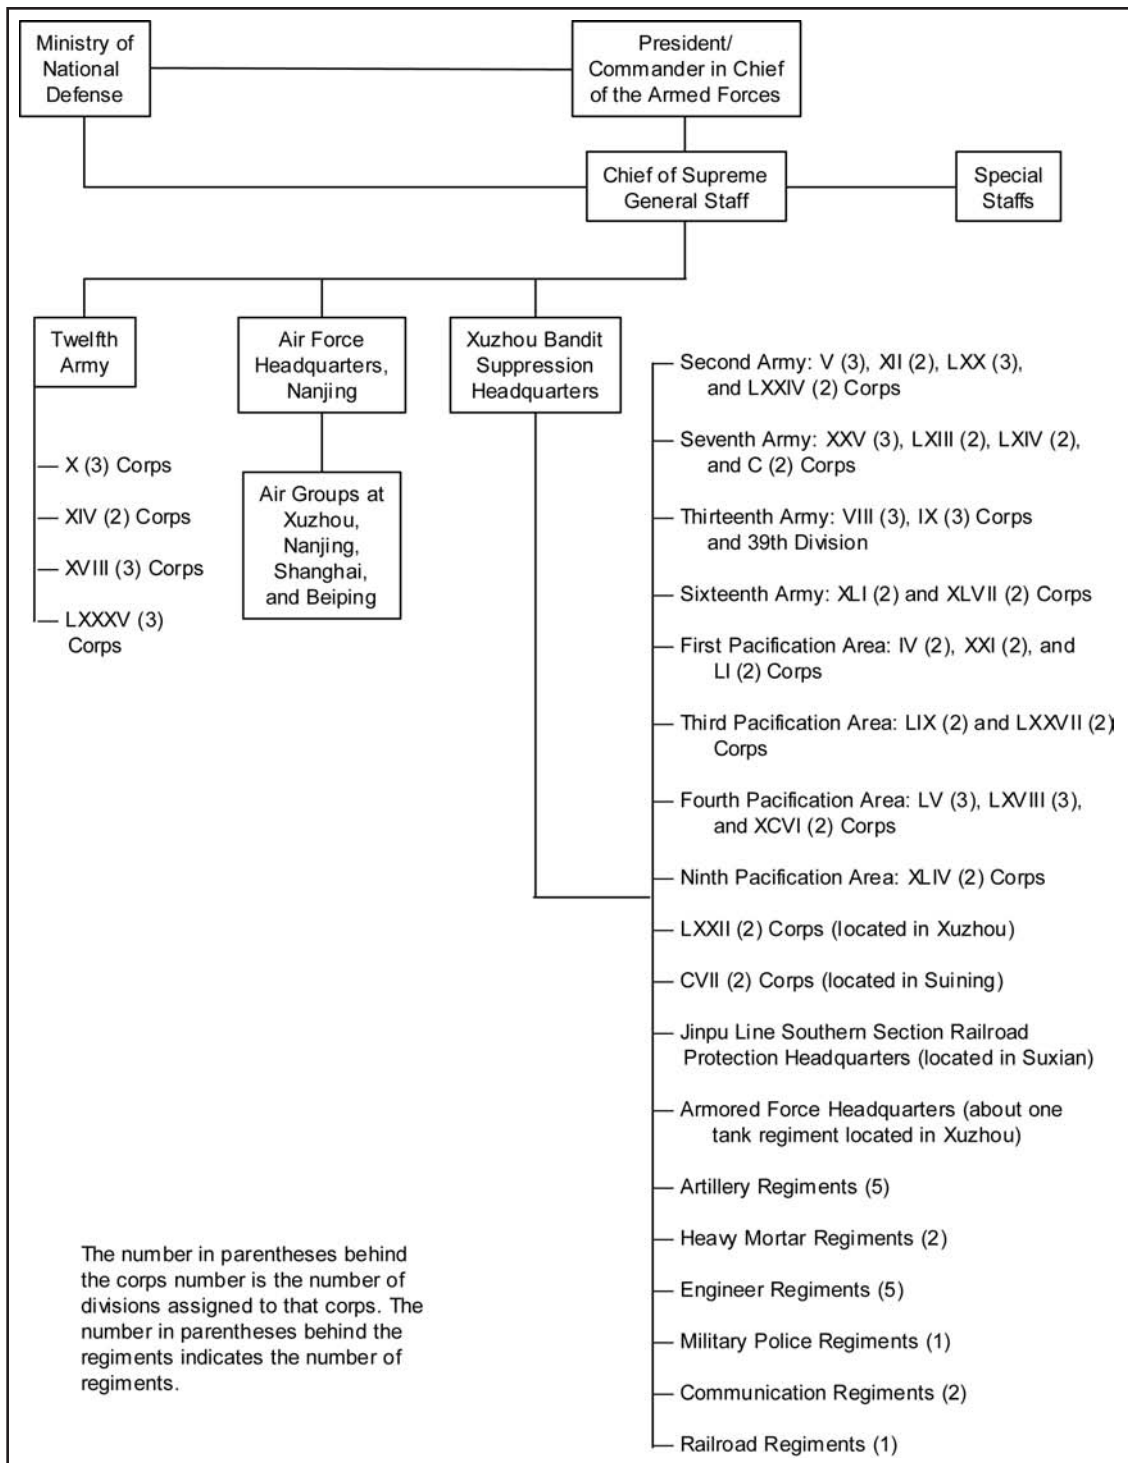 Ministry of
National
Defense
President/
Commander in Chief
of the Armed Forces
Chief of Supreme
General Staff
Special
Staffs
Twelfth
Army
X (3) Corps
XIV (2) Corps
XVIII (3) Corps
LXXXV (3)
Corps
Air Force
Headquarters,
Nanjing
Air Groups at
Xuzhou,
Nanjing,
Shanghai,
and Beiping
Xuzhou Bandit
Suppression
Headquarters
Second Army: V (3), XII (2), LXX (3),
and LXXIV (2) Corps
Seventh Army: XXV (3), LXIII (2), LXIV (2),
and C (2) Corps
Thirteenth Army: VIII (3), IX (3) Corps
and 39th Division
Sixteenth Army: XLI (2) and XLVII (2) Corps
First Pacification Area: IV (2), XXI (2), and
LI (2) Corps
Third Pacification Area: LIX (2) and LXXVII (2)
Corps
Fourth Pacification Area: LV (3), LXVIII (3),
and XCVI (2) Corps
Ninth Pacification Area: XLIV (2) Corps
LXXII (2) Corps (located in Xuzhou)
CVII (2) Corps (located in Suining)
Jinpu Line Southern Section Railroad
Protection Headquarters (located in Suxian)
Armored Force Headquarters (about one
tank regiment located in Xuzhou)
Artillery Regiments (5)
Heavy Mortar Regiments (2)
Engineer Regiments (5)
Military Police Regiments (1)
Communication Regiments (2)
Railroad Regiments (1)
The number in parentheses behind
the corps number is the number of
divisions assigned to that corps. The
number in parentheses behind the
regiments indicates the number of
regiments.